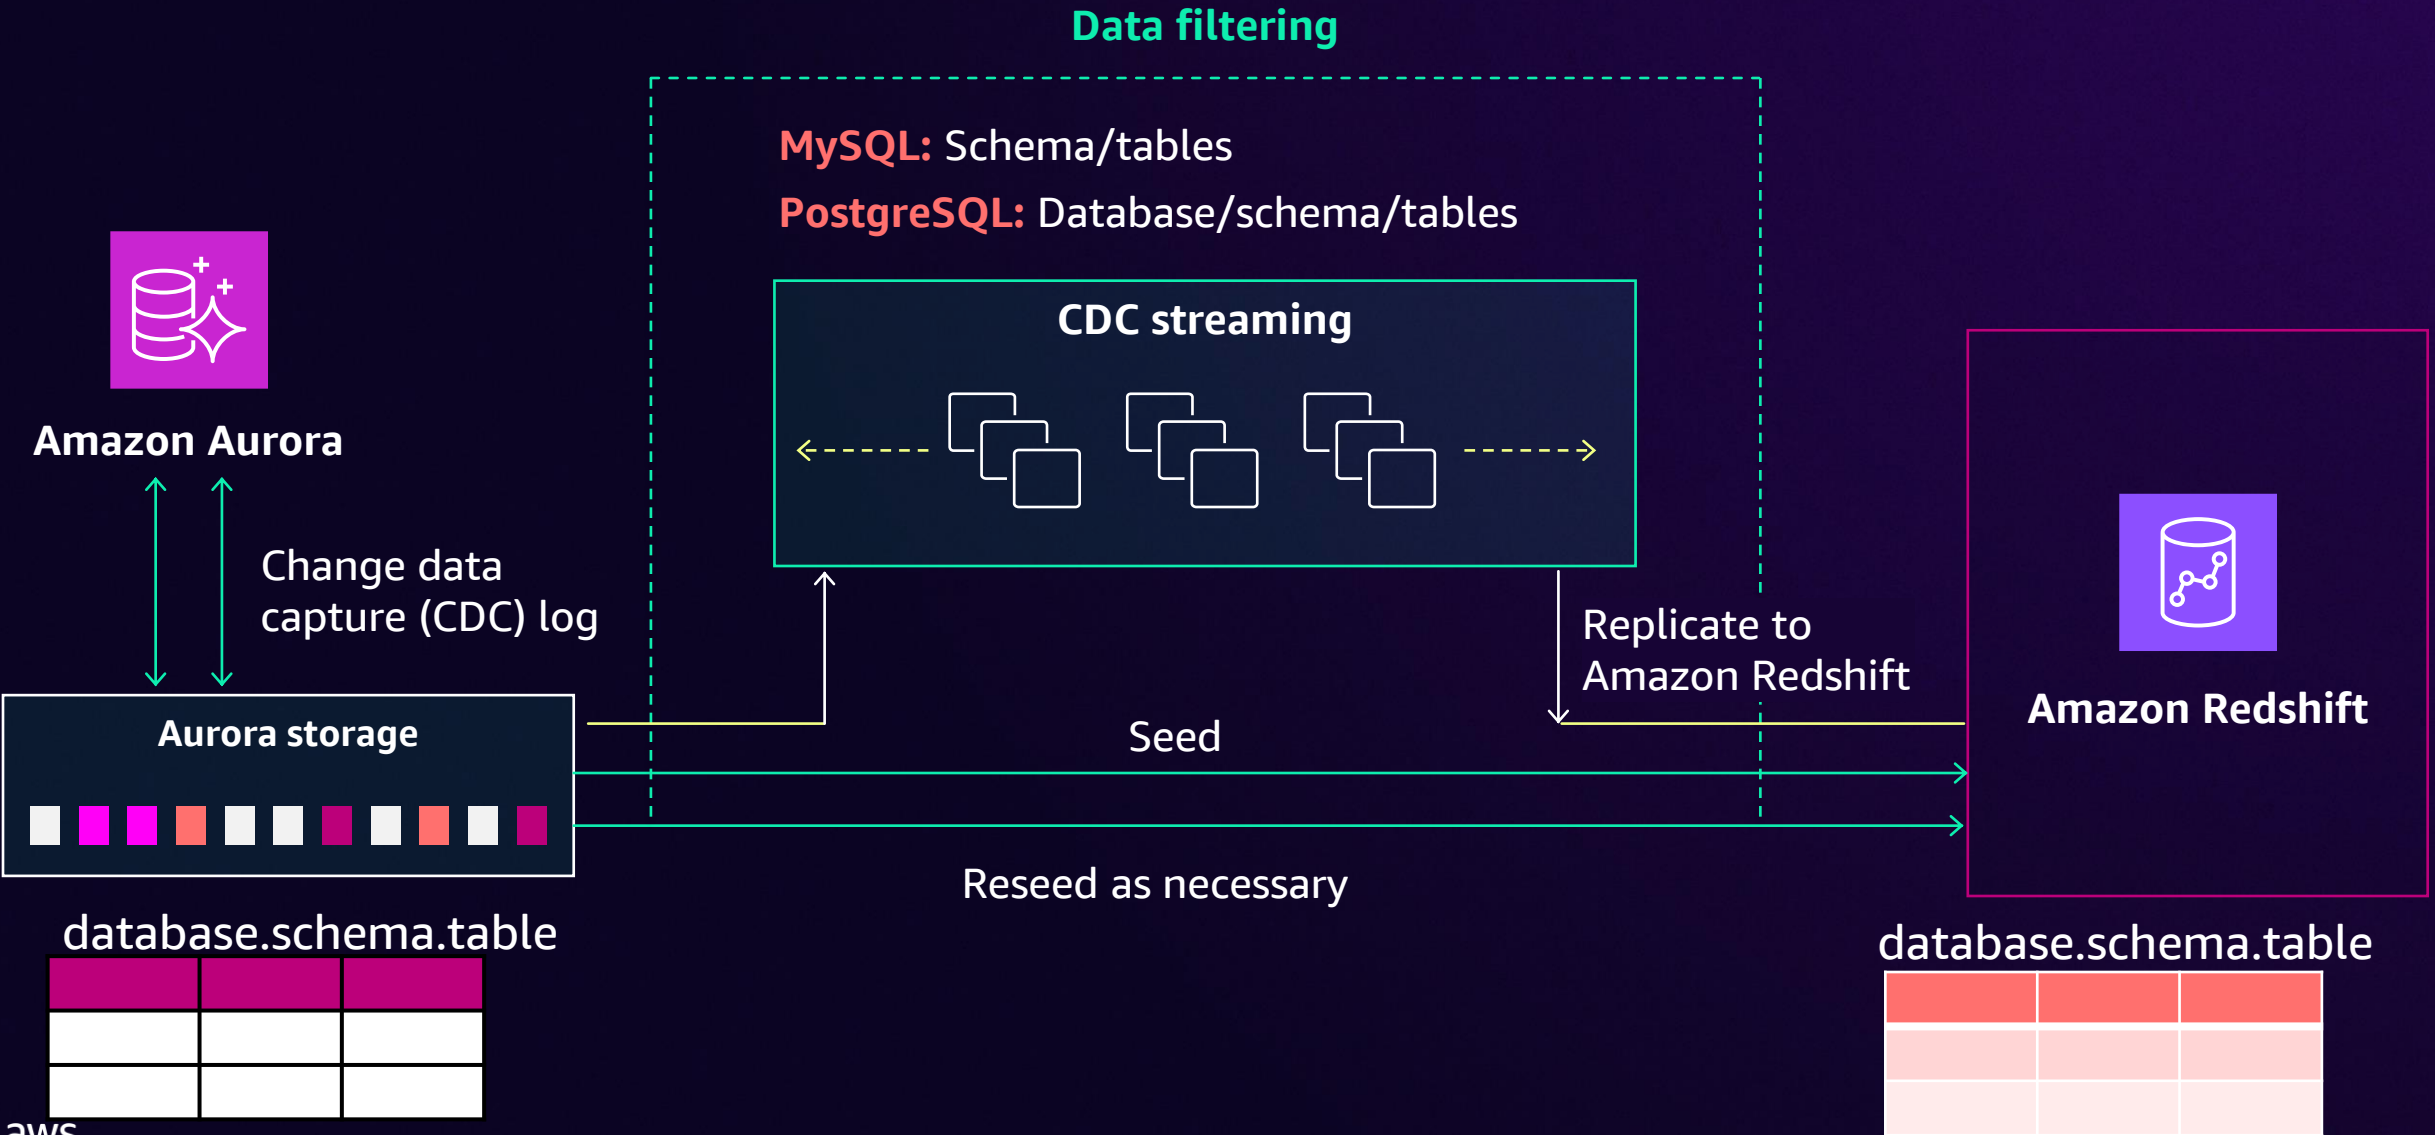 Data filtering
MySQL: Schema/tables
PostgreSQL: Database/schema/tables
CDC streaming
Amazon Aurora
Change data
capture (CDC) log
Replicate to
Amazon Redshift
Amazon Redshift
Aurora storage
Seed
Reseed as necessary
database.schema.table
database.schema.table
aws